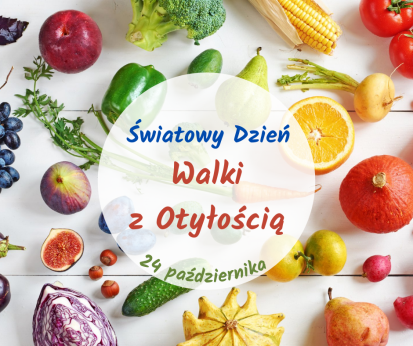 Światowy Dzień
Walki
z Otyłością
24 października